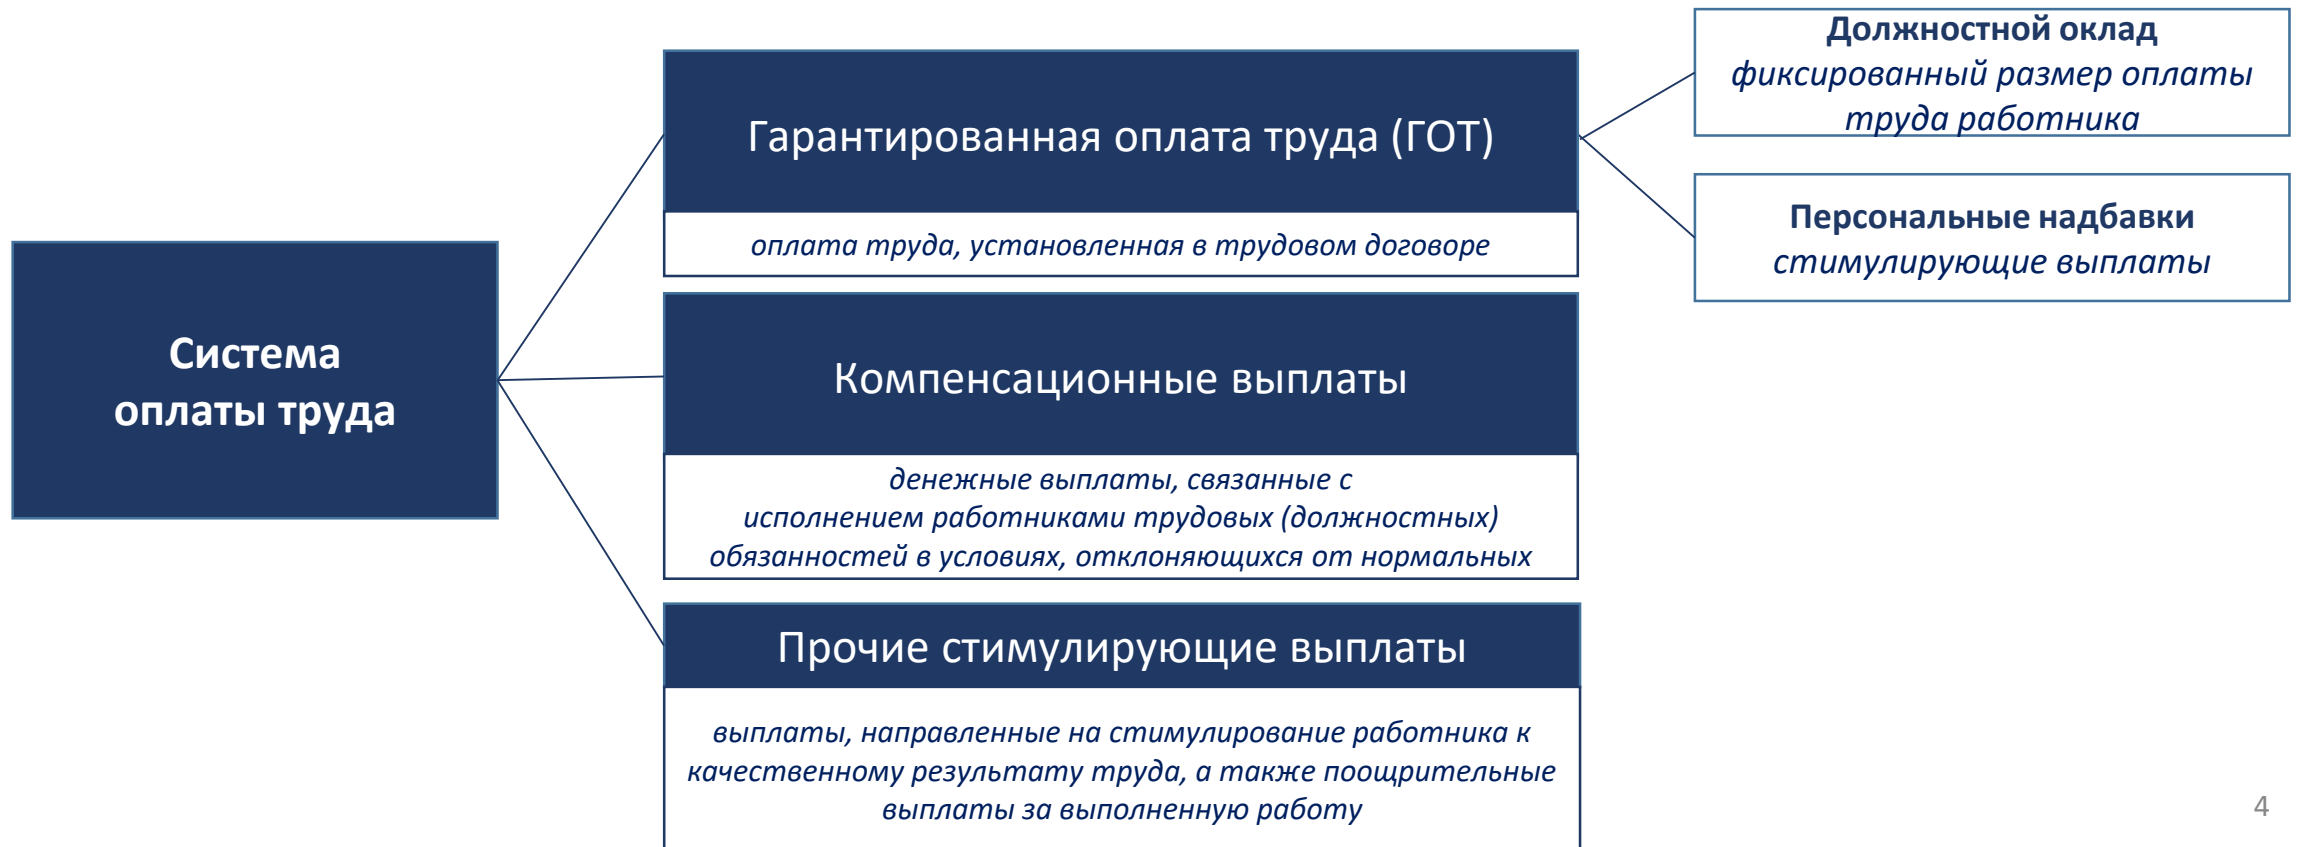 Система
оплаты труда
Гарантированная оплата труда (ГОТ)
оплата труда, установленная в трудовом договоре
Должностной оклад
фиксированный размер оплаты
труда работника
Персональные надбавки
стимулирующие выплаты
Компенсационные выплаты
денежные выплаты, связанные с
исполнением работниками трудовых (должностных)
обязанностей в условиях, отклоняющихся от нормальных
Прочие стимулирующие выплаты
выплаты, направленные на стимулирование работника к
качественному результату труда, а также поощрительные
выплаты за выполненную работу
4